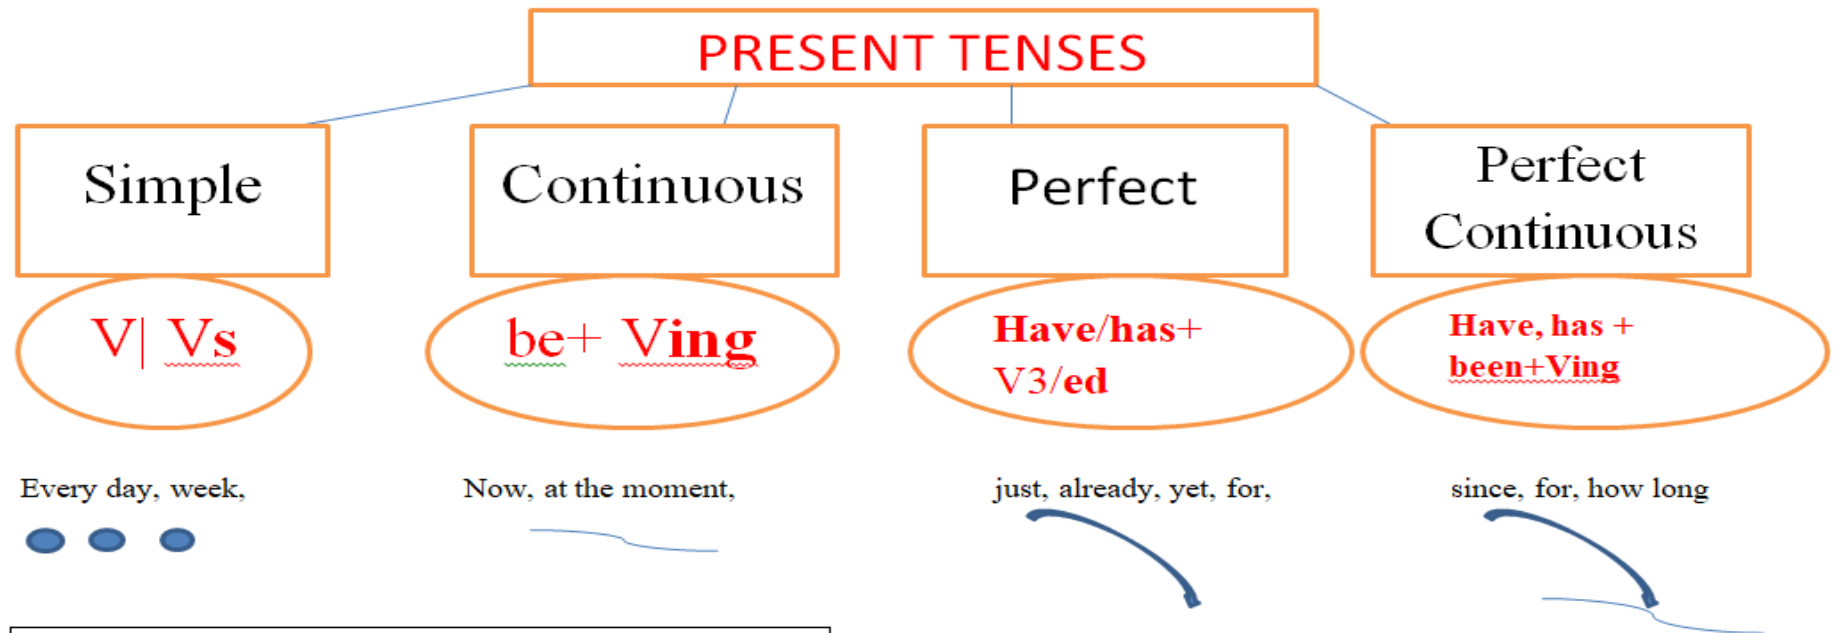 PRESENT TENSES
Simple
Continuous
Perfect
Perfect
Continuous
V| Vs
be+ Ving
Have/has+
V3/ed
Have, has +
been+Ving
Every day, week,
Now, at the moment,
just, already, yet, for,
since, for, how long